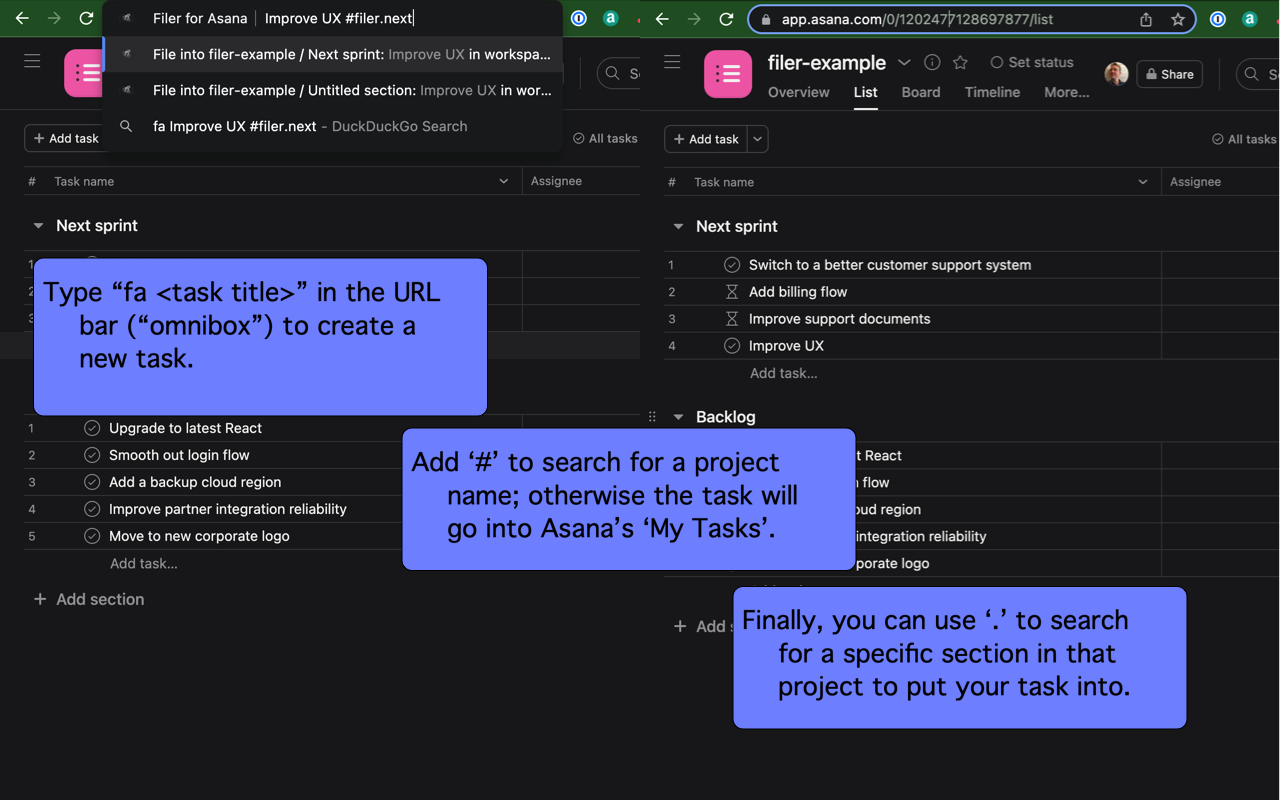 Filer for Asana | Improve UX #filer.next
File into filer-example / Next sprint: Improve UX in workspa...
File into filer-example / Untitled section: Improve UX in wor...
fa Improve UX #filer.next - DuckDuckGo Search
+ Add task
All tasks
# Task name
Assignee
Next sprint
1
2
3
Type “fa <task title>” in the URL
bar (“omnibox”) to create a
new task.
1 Upgrade to latest React
2 Smooth out login flow
3 Add a backup cloud region
4 Improve partner integration reliability
5 Move to new corporate logo
Add task...
+ Add section
app.asana.com/0/1202477128697877/list
filer-example
Set status
Share
Overview List Board Timeline More...
+ Add task
All tasks
# Task name
Assignee
Next sprint
1 Switch to a better customer support system
2 Add billing flow
3 Improve support documents
4 Improve UX
Add task...
Backlog
t React
flow
ud region
integration reliability
porate logo
Add ‘#’ to search for a project
name; otherwise the task will
go into Asana’s ‘My Tasks’.
+ Add
Finally, you can use ‘.’ to search
for a specific section in that
project to put your task into.